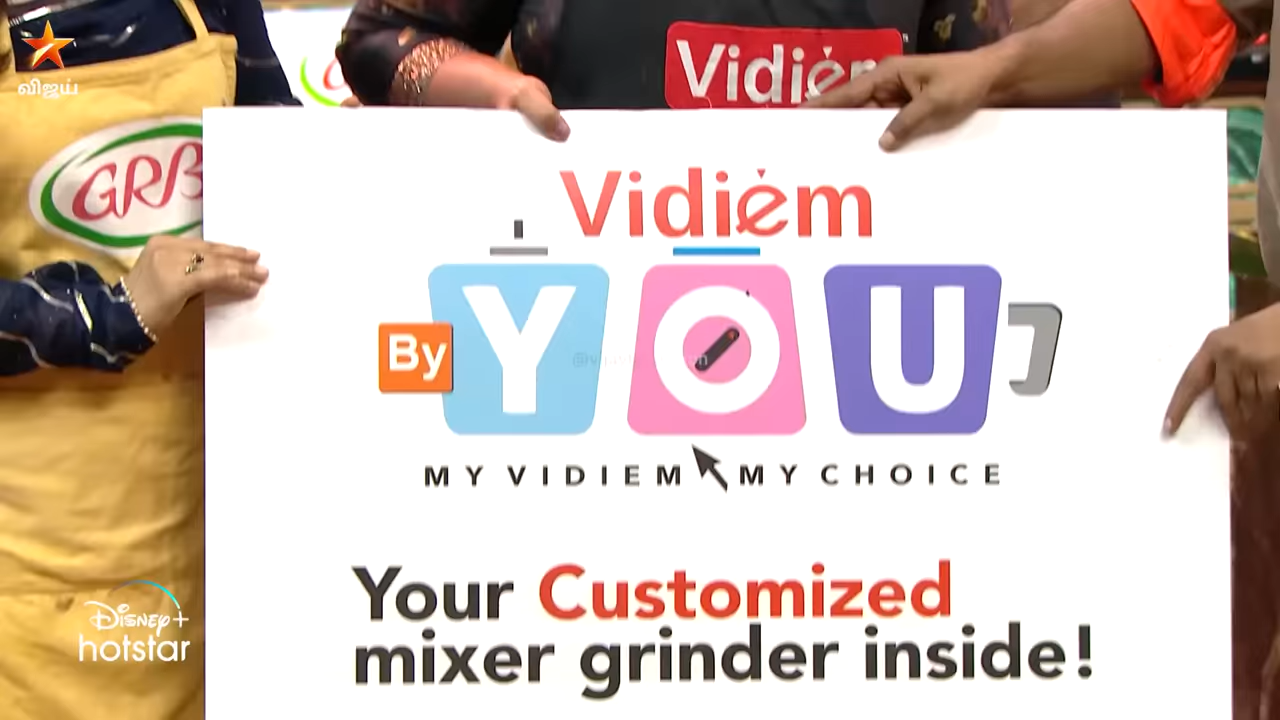 விஜய்
GRB
Vidiem
Vidiem
By YOU
MY VIDIEM MY CHOICE
Your Customized
mixer grinder inside!
Disney+
hotstar